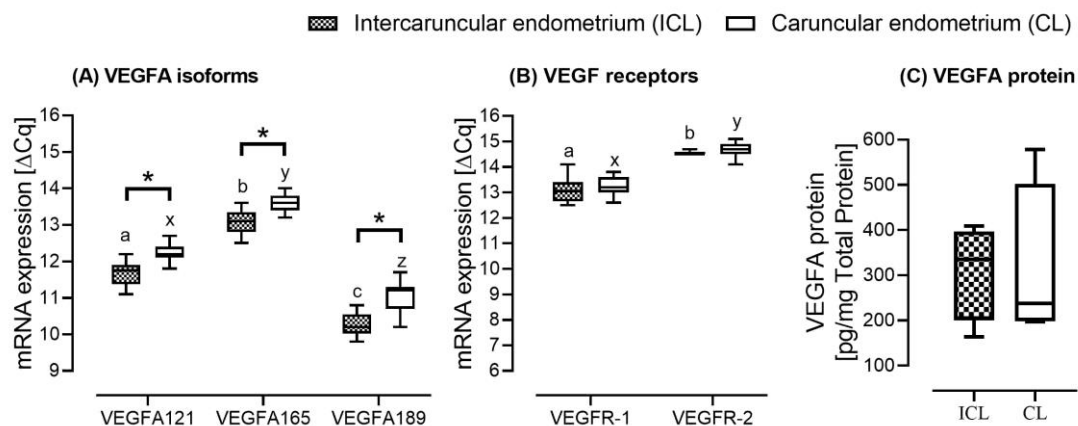 Intercaruncular endometrium (ICL) Caruncular endometrium (CL)
(A) VEGFA isoforms
mRNA expression [ΔCq]
16
15
14
13
12
11
10
9
a
*
x
b
*
y
c
*
z
VEGFA121 VEGFA165 VEGFA189
(B) VEGF receptors
mRNA expression [ΔCq]
16
15
14
13
12
11
10
9
8
7
6
a
x
b
y
VEGFR-1 VEGFR-2
(C) VEGFA protein
VEGFA protein
[pg/mg Total Protein]
600
500
400
300
200
100
ICL CL